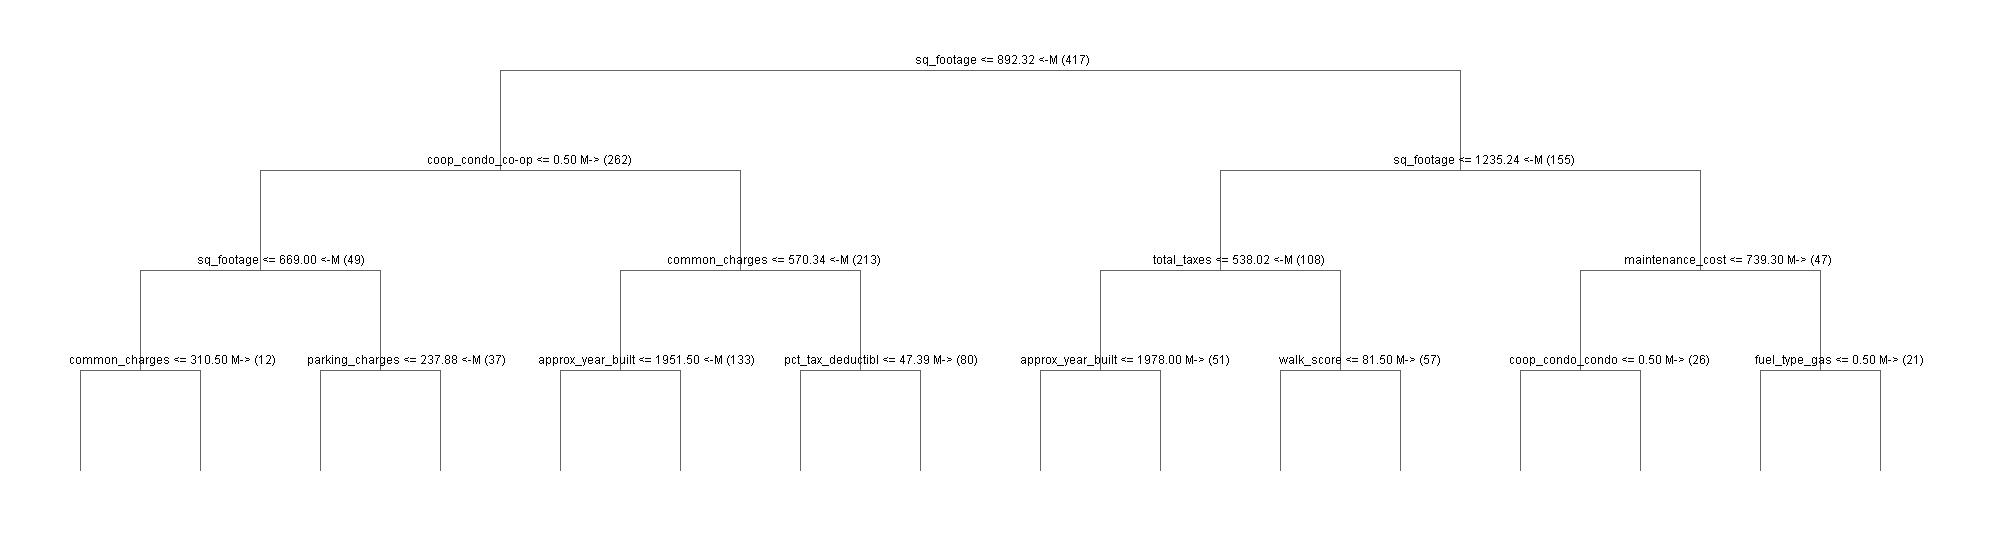 sq_footage <= 892.32 <-M (417)
coop_condo_co-op <= 0.50 M-> (262)
sq_footage <= 1235.24 <-M (155)
sq_footage <= 669.00 <-M (49)
common_charges <= 570.34 <-M (213)
total_taxes <= 538.02 <-M (108)
maintenance_cost <= 739.30 M-> (47)
common_charges <= 310.50 M-> (12)
parking_charges <= 237.88 <-M (37)
approx_year_built <= 1951.50 <-M (133)
pct_tax_deductibl <= 47.39 M-> (80)
approx_year_built <= 1978.00 M-> (51)
walk_score <= 81.50 M-> (57)
coop_condo_condo <= 0.50 M-> (26)
fuel_type_gas <= 0.50 M-> (21)